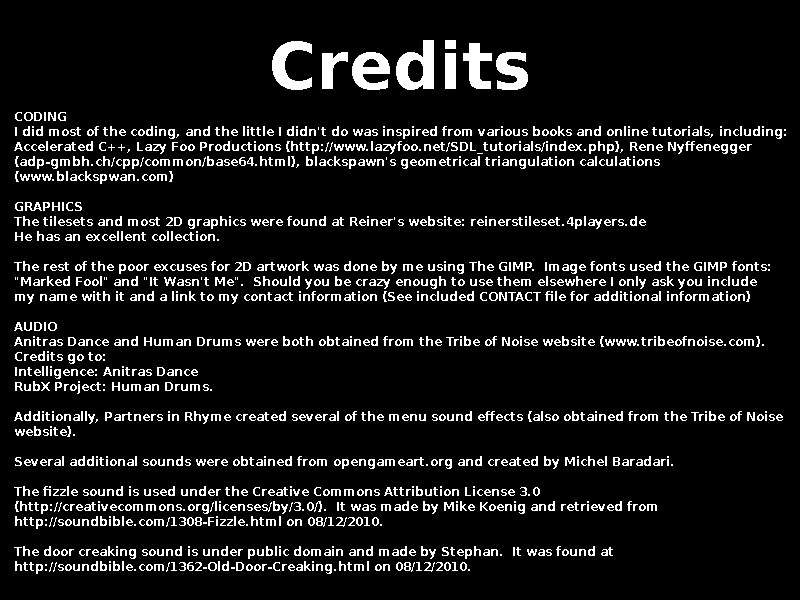 Credits
CODING
I did most of the coding, and the little I didn't do was inspired from various books and online tutorials, including:
Accelerated C++, Lazy Foo Productions (http://www.lazyfoo.net/SDL_tutorials/index.php), Rene Nyffenegger
(adp-gmbh.ch/cpp/common/base64.html), blackspawn's geometrical triangulation calculations
(www.blackspwan.com)
GRAPHICS
The tilesets and most 2D graphics were found at Reiner's website: reinerstileset.4players.de
He has an excellent collection.
The rest of the poor excuses for 2D artwork was done by me using The GIMP.  Image fonts used the GIMP fonts:
"Marked Fool" and "It Wasn't Me".  Should you be crazy enough to use them elsewhere I only ask you include
my name with it and a link to my contact information (See included CONTACT file for additional information)
AUDIO
Anitras Dance and Human Drums were both obtained from the Tribe of Noise website (www.tribeofnoise.com).
Credits go to:
Intelligence: Anitras Dance
RubX Project: Human Drums.
Additionally, Partners in Rhyme created several of the menu sound effects (also obtained from the Tribe of Noise
website).
Several additional sounds were obtained from opengameart.org and created by Michel Baradari.
The fizzle sound is used under the Creative Commons Attribution License 3.0
(http://creativecommons.org/licenses/by/3.0/).  It was made by Mike Koenig and retrieved from
http://soundbible.com/1308-Fizzle.html on 08/12/2010.
The door creaking sound is under public domain and made by Stephan.  It was found at
http://soundbible.com/1362-Old-Door-Creaking.html on 08/12/2010.